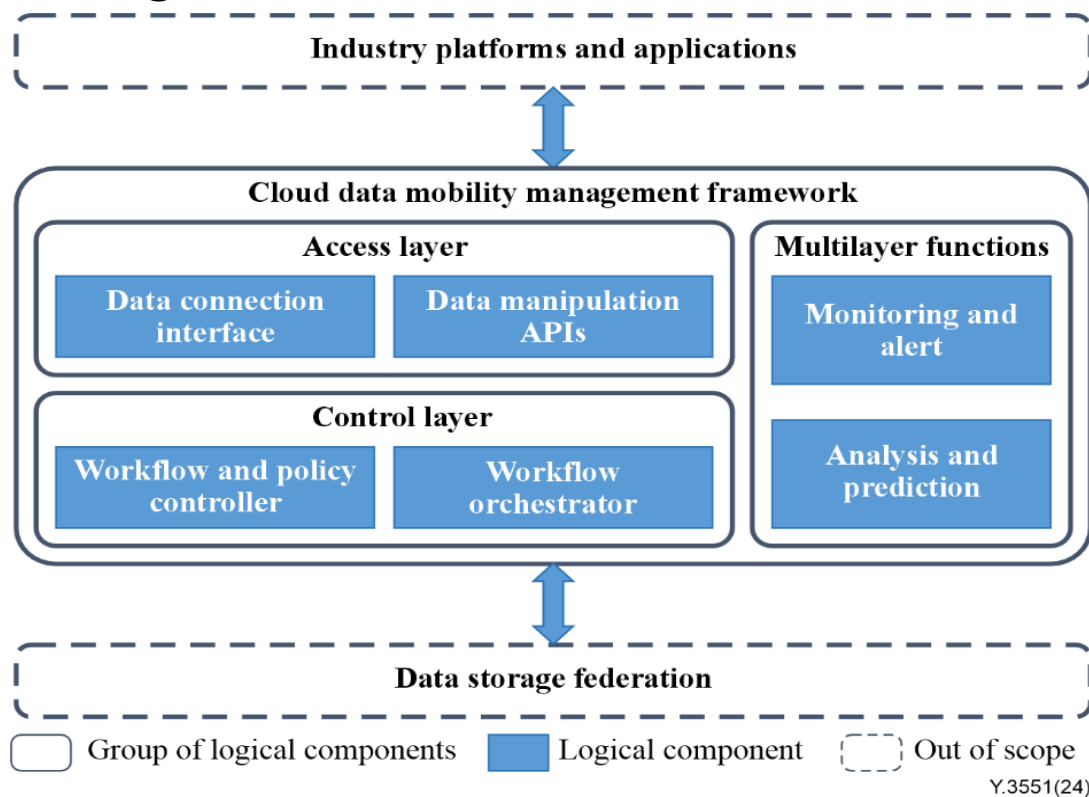 Industry platforms and applications
Cloud data mobility management framework
Access layer
Data connection
interface
Data manipulation
APIs
Control layer
Workflow and policy
controller
Workflow
orchestrator
Multilayer functions
Monitoring and
alert
Analysis and
prediction
Data storage federation
Group of logical components
Logical component
Out of scope
Y.3551(24)